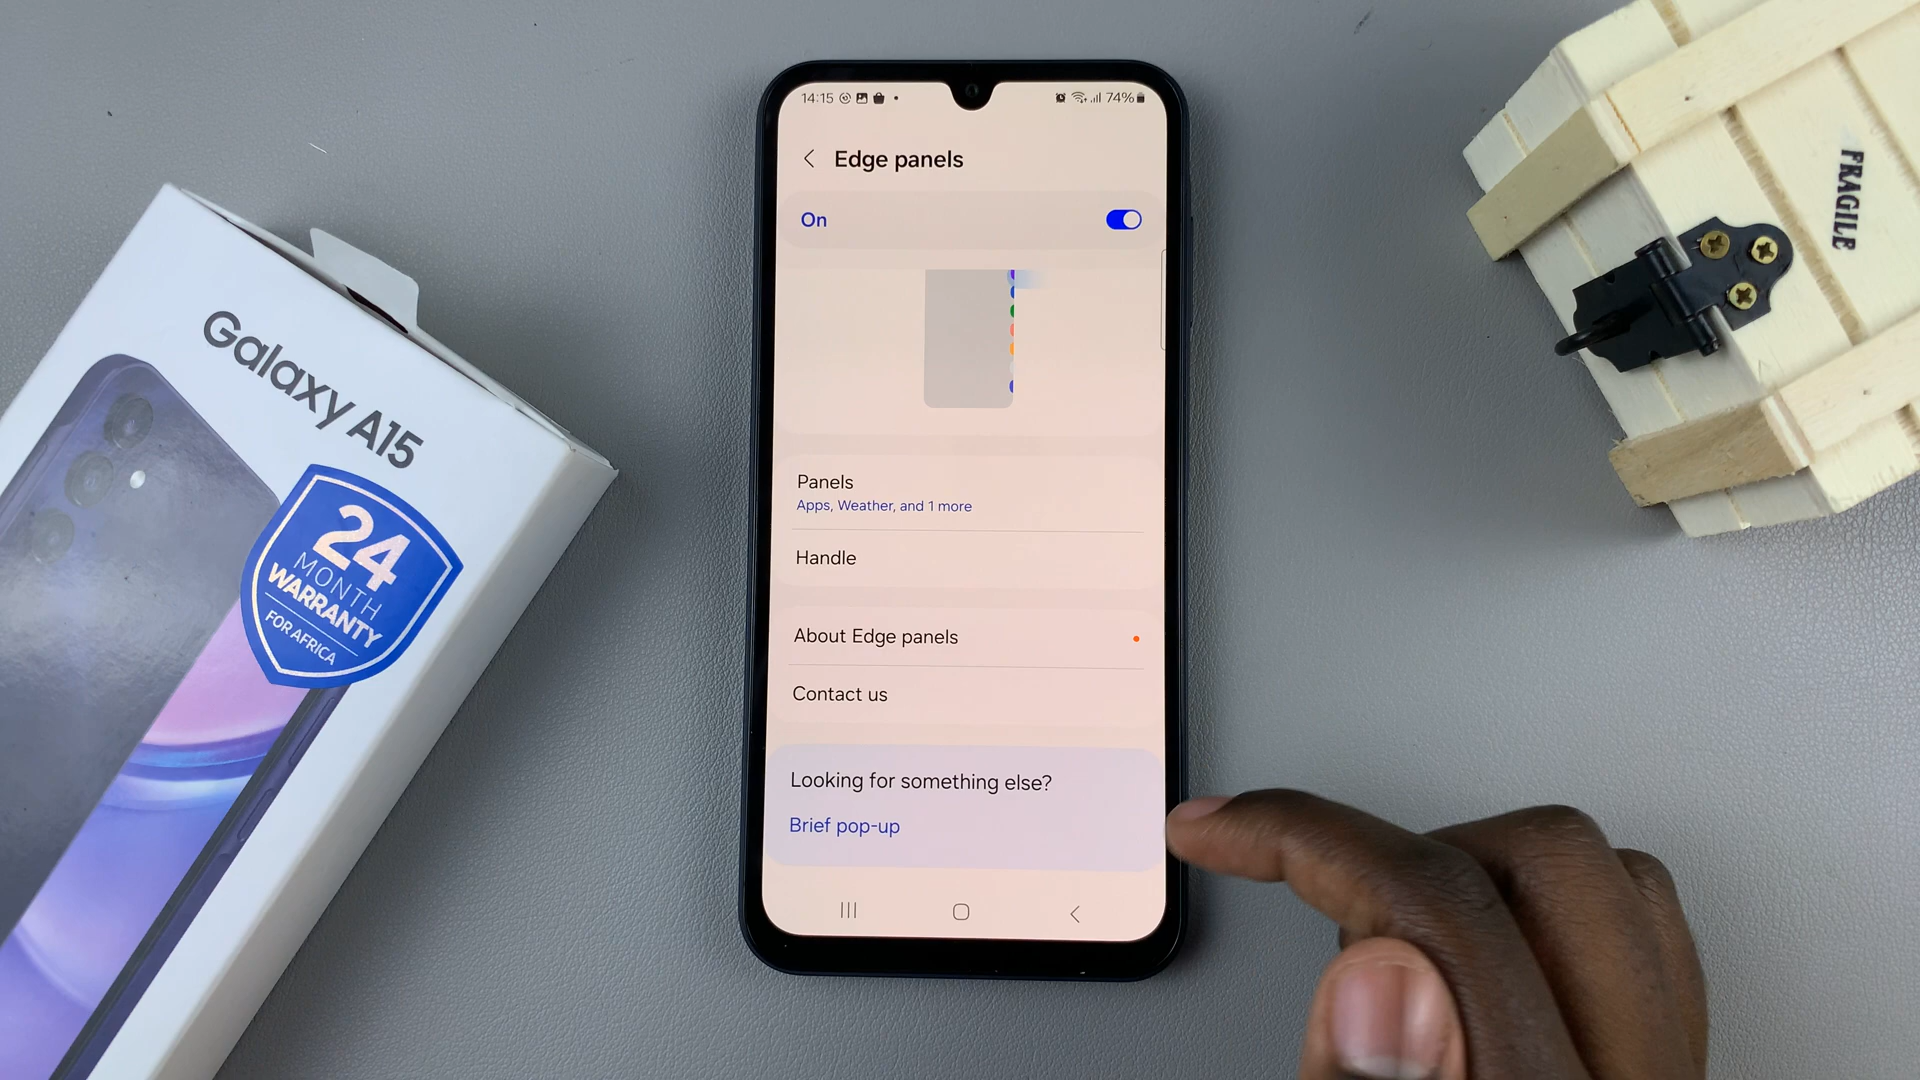 14:15
74%
Edge panels
On
Panels
Apps, Weather, and 1 more
Handle
About Edge panels
Contact us
Looking for something else?
Brief pop-up
Galaxy A15
24
MONTH
WARRANTY
FOR AFRICA
FRAGILE